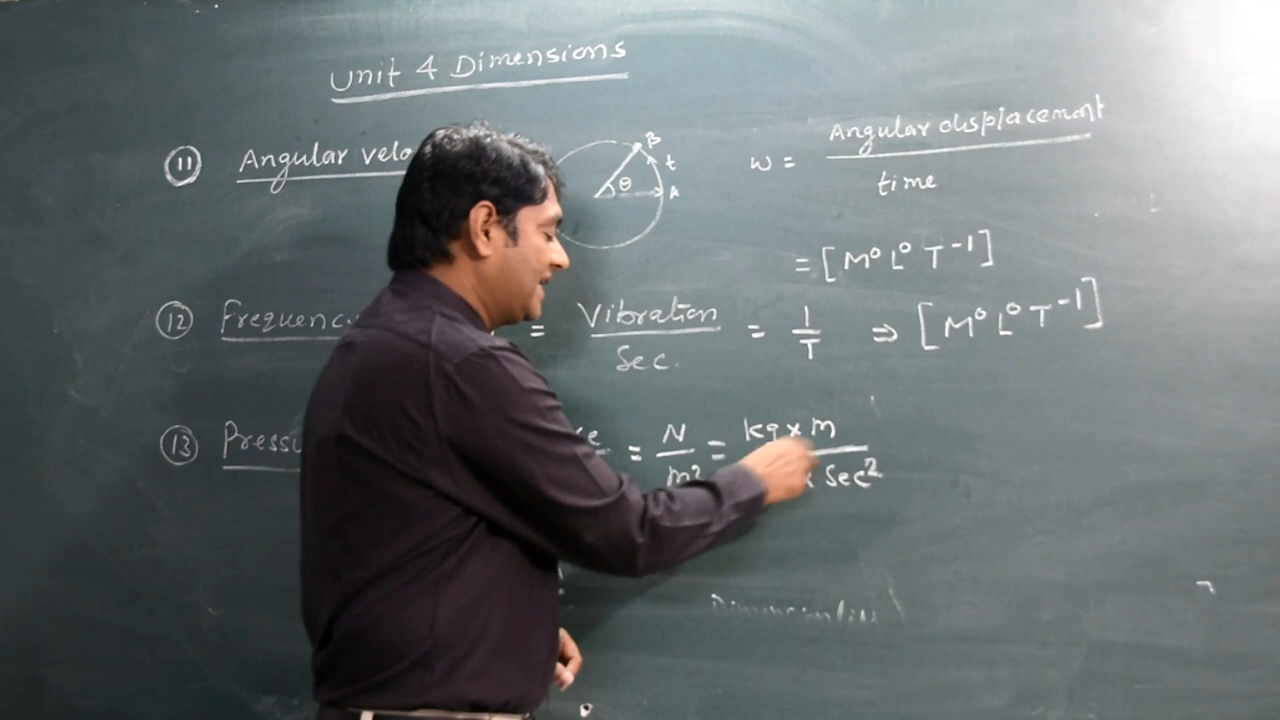 Unit 4 Dimensions
11 Angular velo B t θ A ω = Angular displacement
time
= [M⁰ L⁰ T⁻¹]
12 Frequenc = Vibration = 1 ⇒ [M⁰ L⁰ T⁻¹]
Sec. T
13 Pressu ce = N = kg x m
m² x Sec²